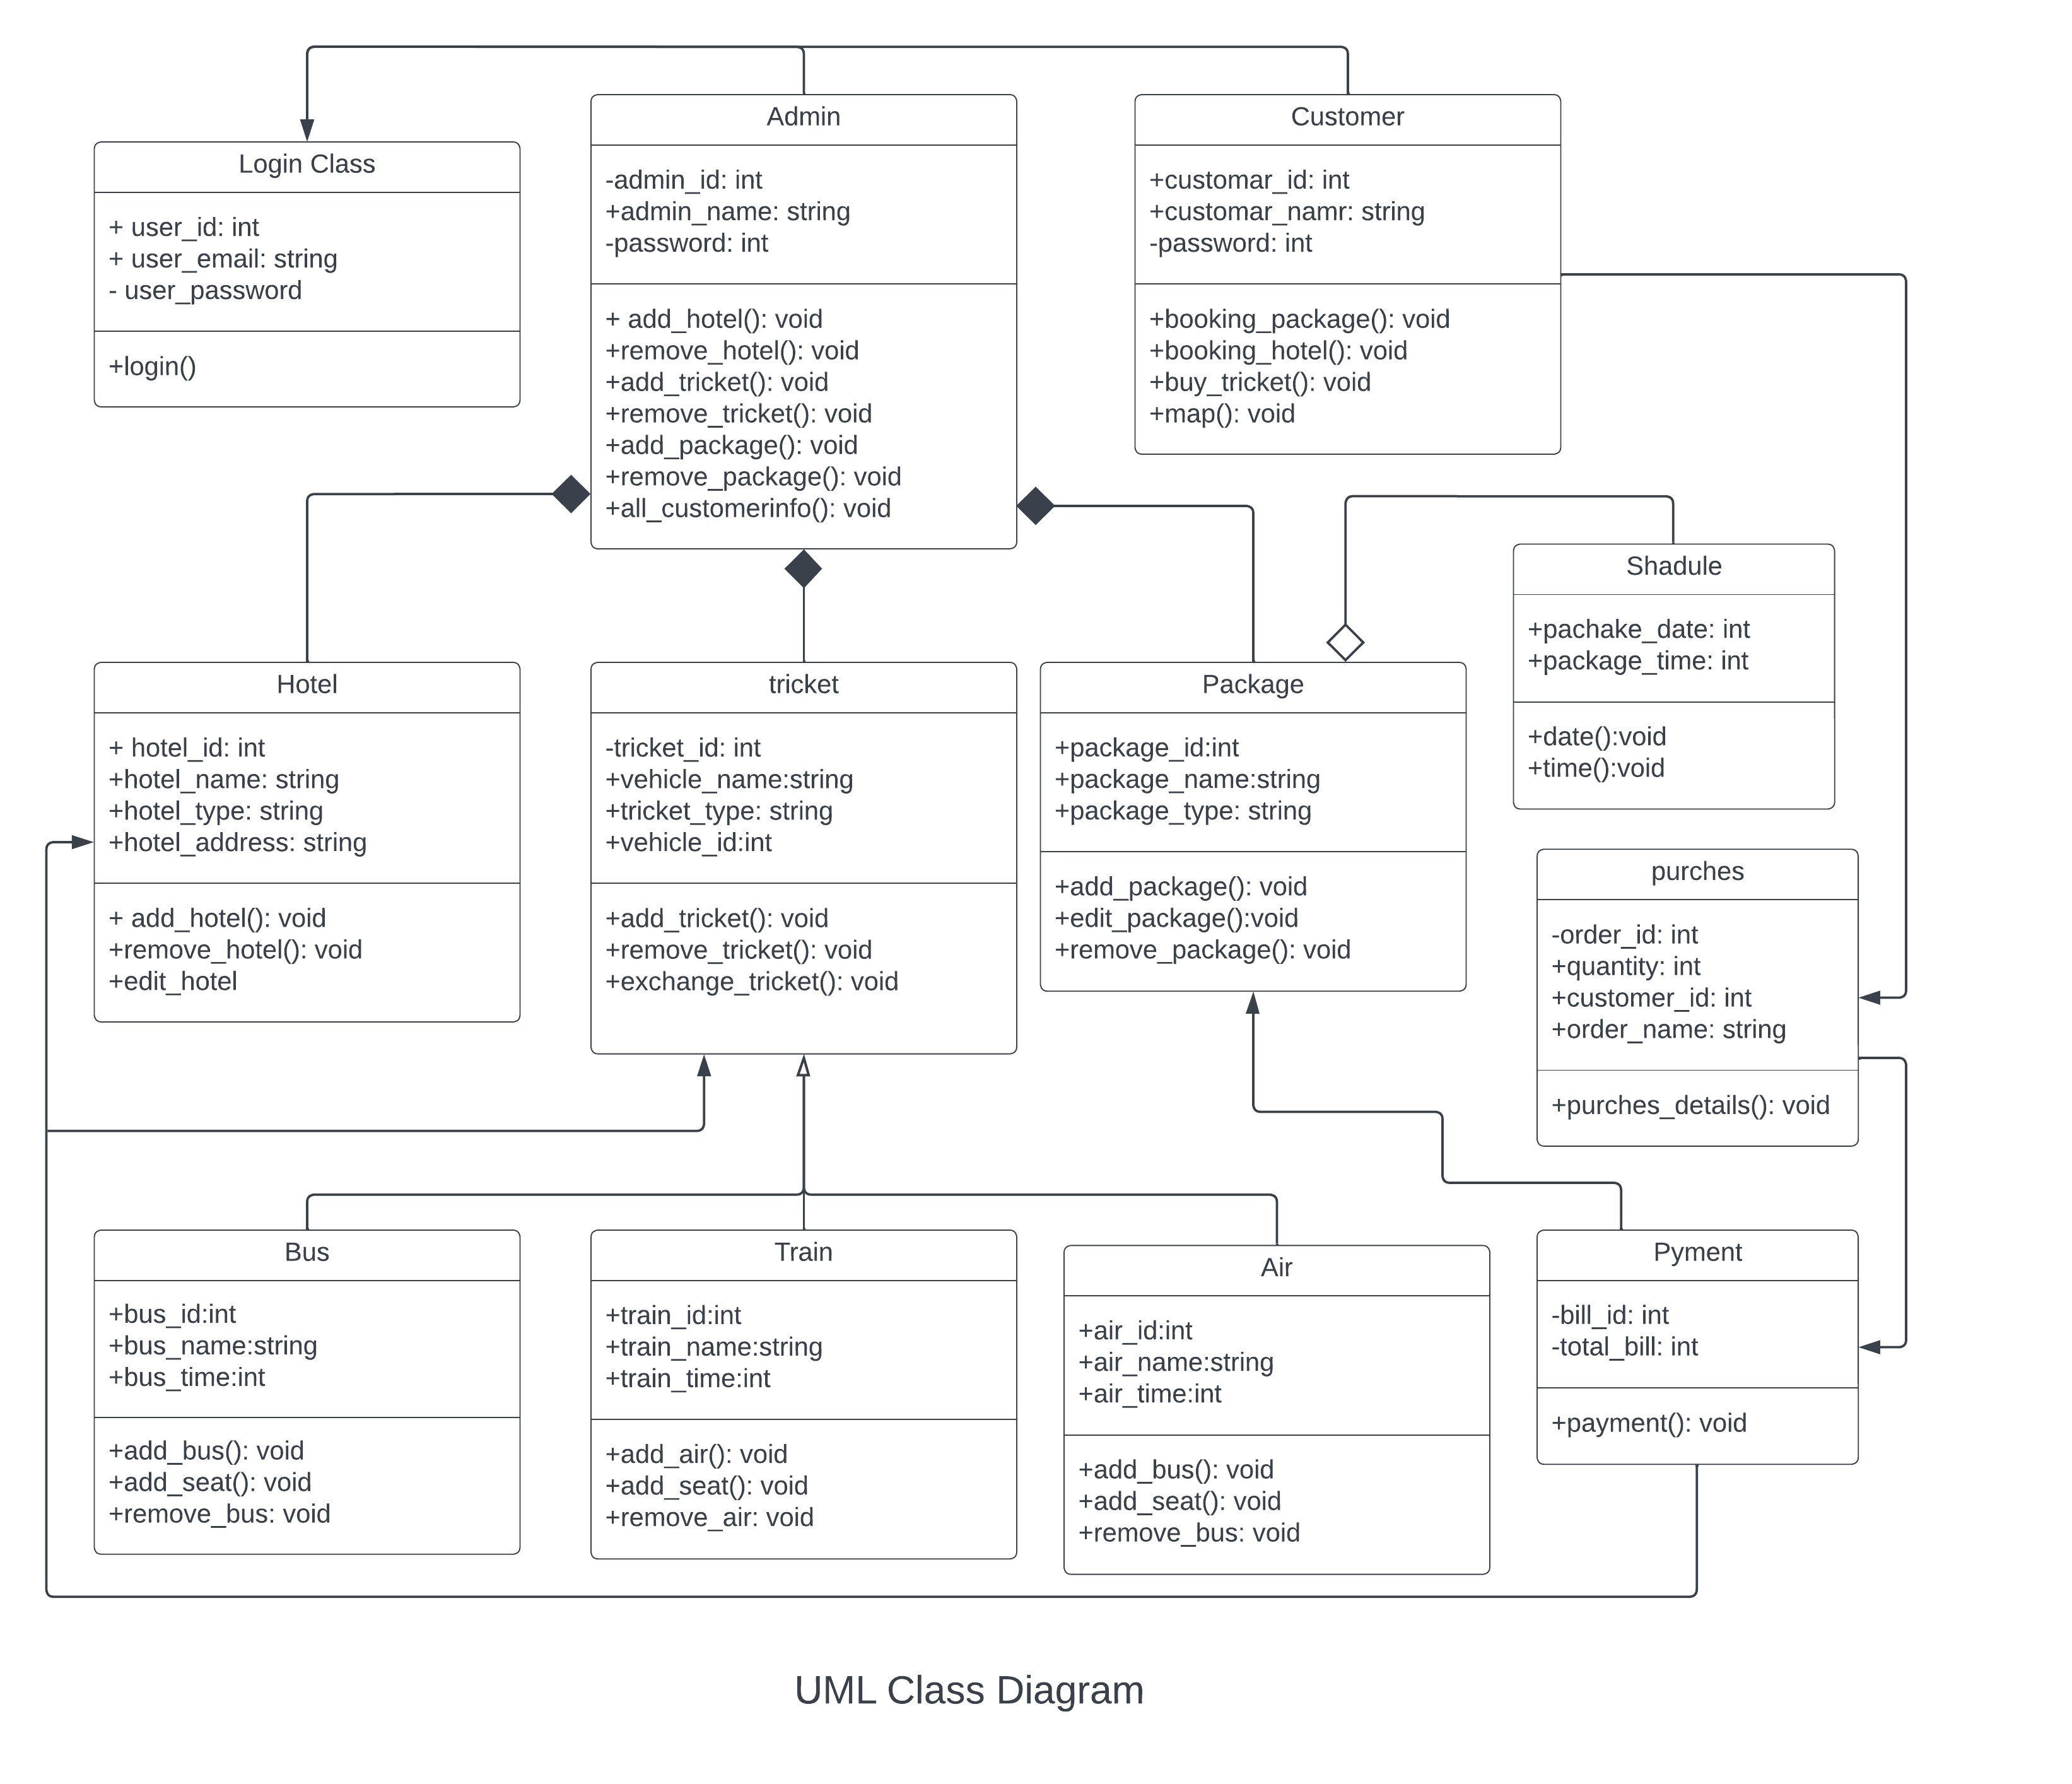 Login Class
+ user_id: int
+ user_email: string
- user_password
+login()
Admin
-admin_id: int
+admin_name: string
-password: int
+ add_hotel(): void
+remove_hotel(): void
+add_tricket(): void
+remove_tricket(): void
+add_package(): void
+remove_package(): void
+all_customerinfo(): void
Customer
+customar_id: int
+customar_namr: string
-password: int
+booking_package(): void
+booking_hotel(): void
+buy_tricket(): void
+map(): void
Hotel
+ hotel_id: int
+hotel_name: string
+hotel_type: string
+hotel_address: string
+ add_hotel(): void
+remove_hotel(): void
+edit_hotel
tricket
-tricket_id: int
+vehicle_name:string
+tricket_type: string
+vehicle_id:int
+add_tricket(): void
+remove_tricket(): void
+exchange_tricket(): void
Package
+package_id:int
+package_name:string
+package_type: string
+add_package(): void
+edit_package():void
+remove_package(): void
Shadule
+pachake_date: int
+package_time: int
+date():void
+time():void
purches
-order_id: int
+quantity: int
+customer_id: int
+order_name: string
+purches_details(): void
Bus
+bus_id:int
+bus_name:string
+bus_time:int
+add_bus(): void
+add_seat(): void
+remove_bus: void
Train
+train_id:int
+train_name:string
+train_time:int
+add_air(): void
+add_seat(): void
+remove_air: void
Air
+air_id:int
+air_name:string
+air_time:int
+add_bus(): void
+add_seat(): void
+remove_bus: void
Pyment
-bill_id: int
-total_bill: int
+payment(): void
UML Class Diagram